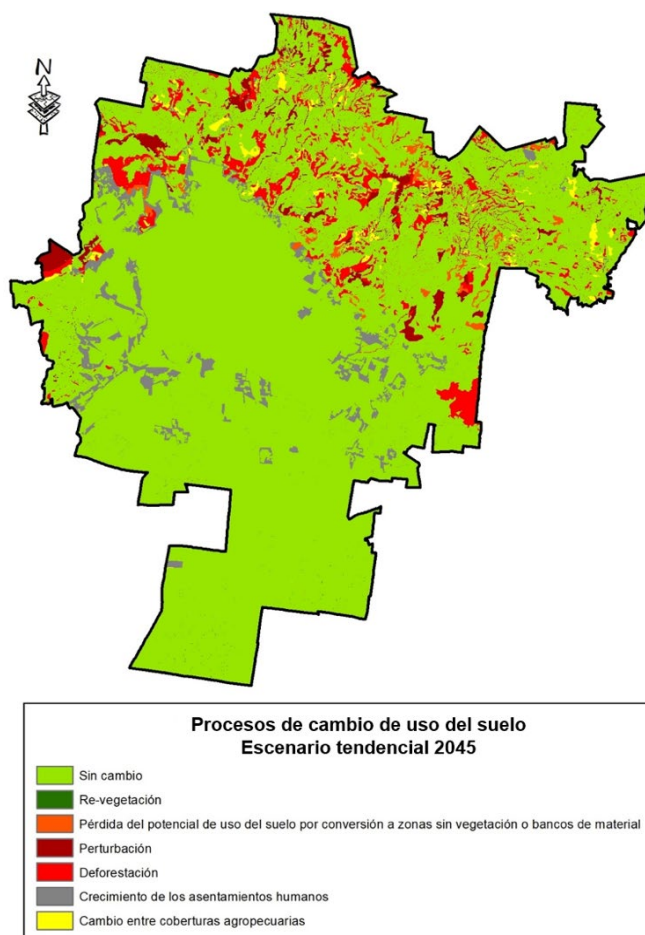 N
Procesos de cambio de uso del suelo
Escenario tendencial 2045
Sin cambio
Re-vegetación
Pérdida del potencial de uso del suelo por conversión a zonas sin vegetación o bancos de material
Perturbación
Deforestación
Crecimiento de los asentamientos humanos
Cambio entre coberturas agropecuarias